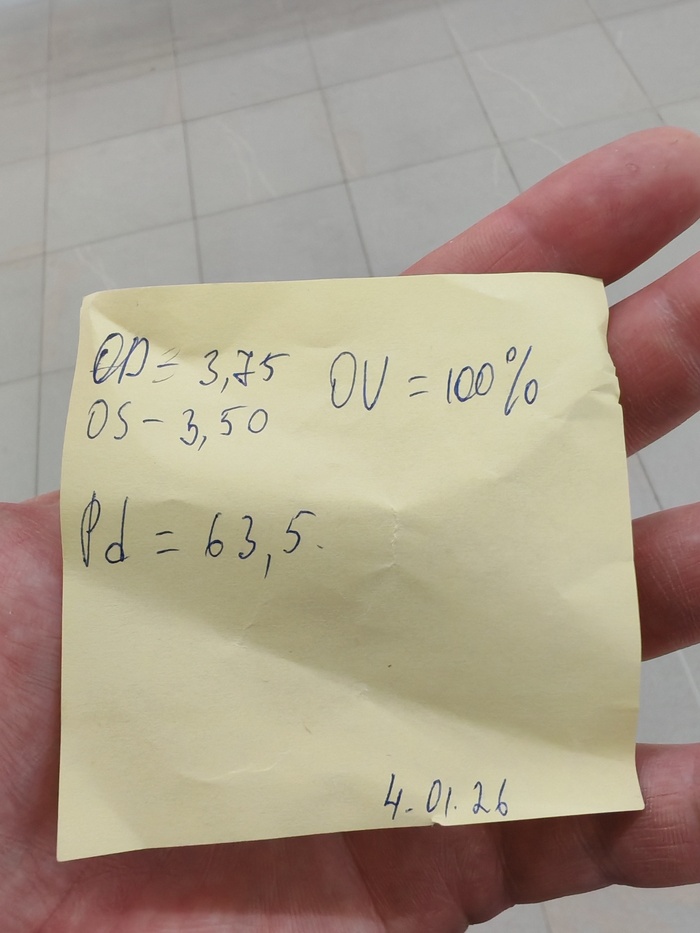 OD = 3,75 OV = 100%
OS - 3,50
Pd = 63,5.
4.01.26